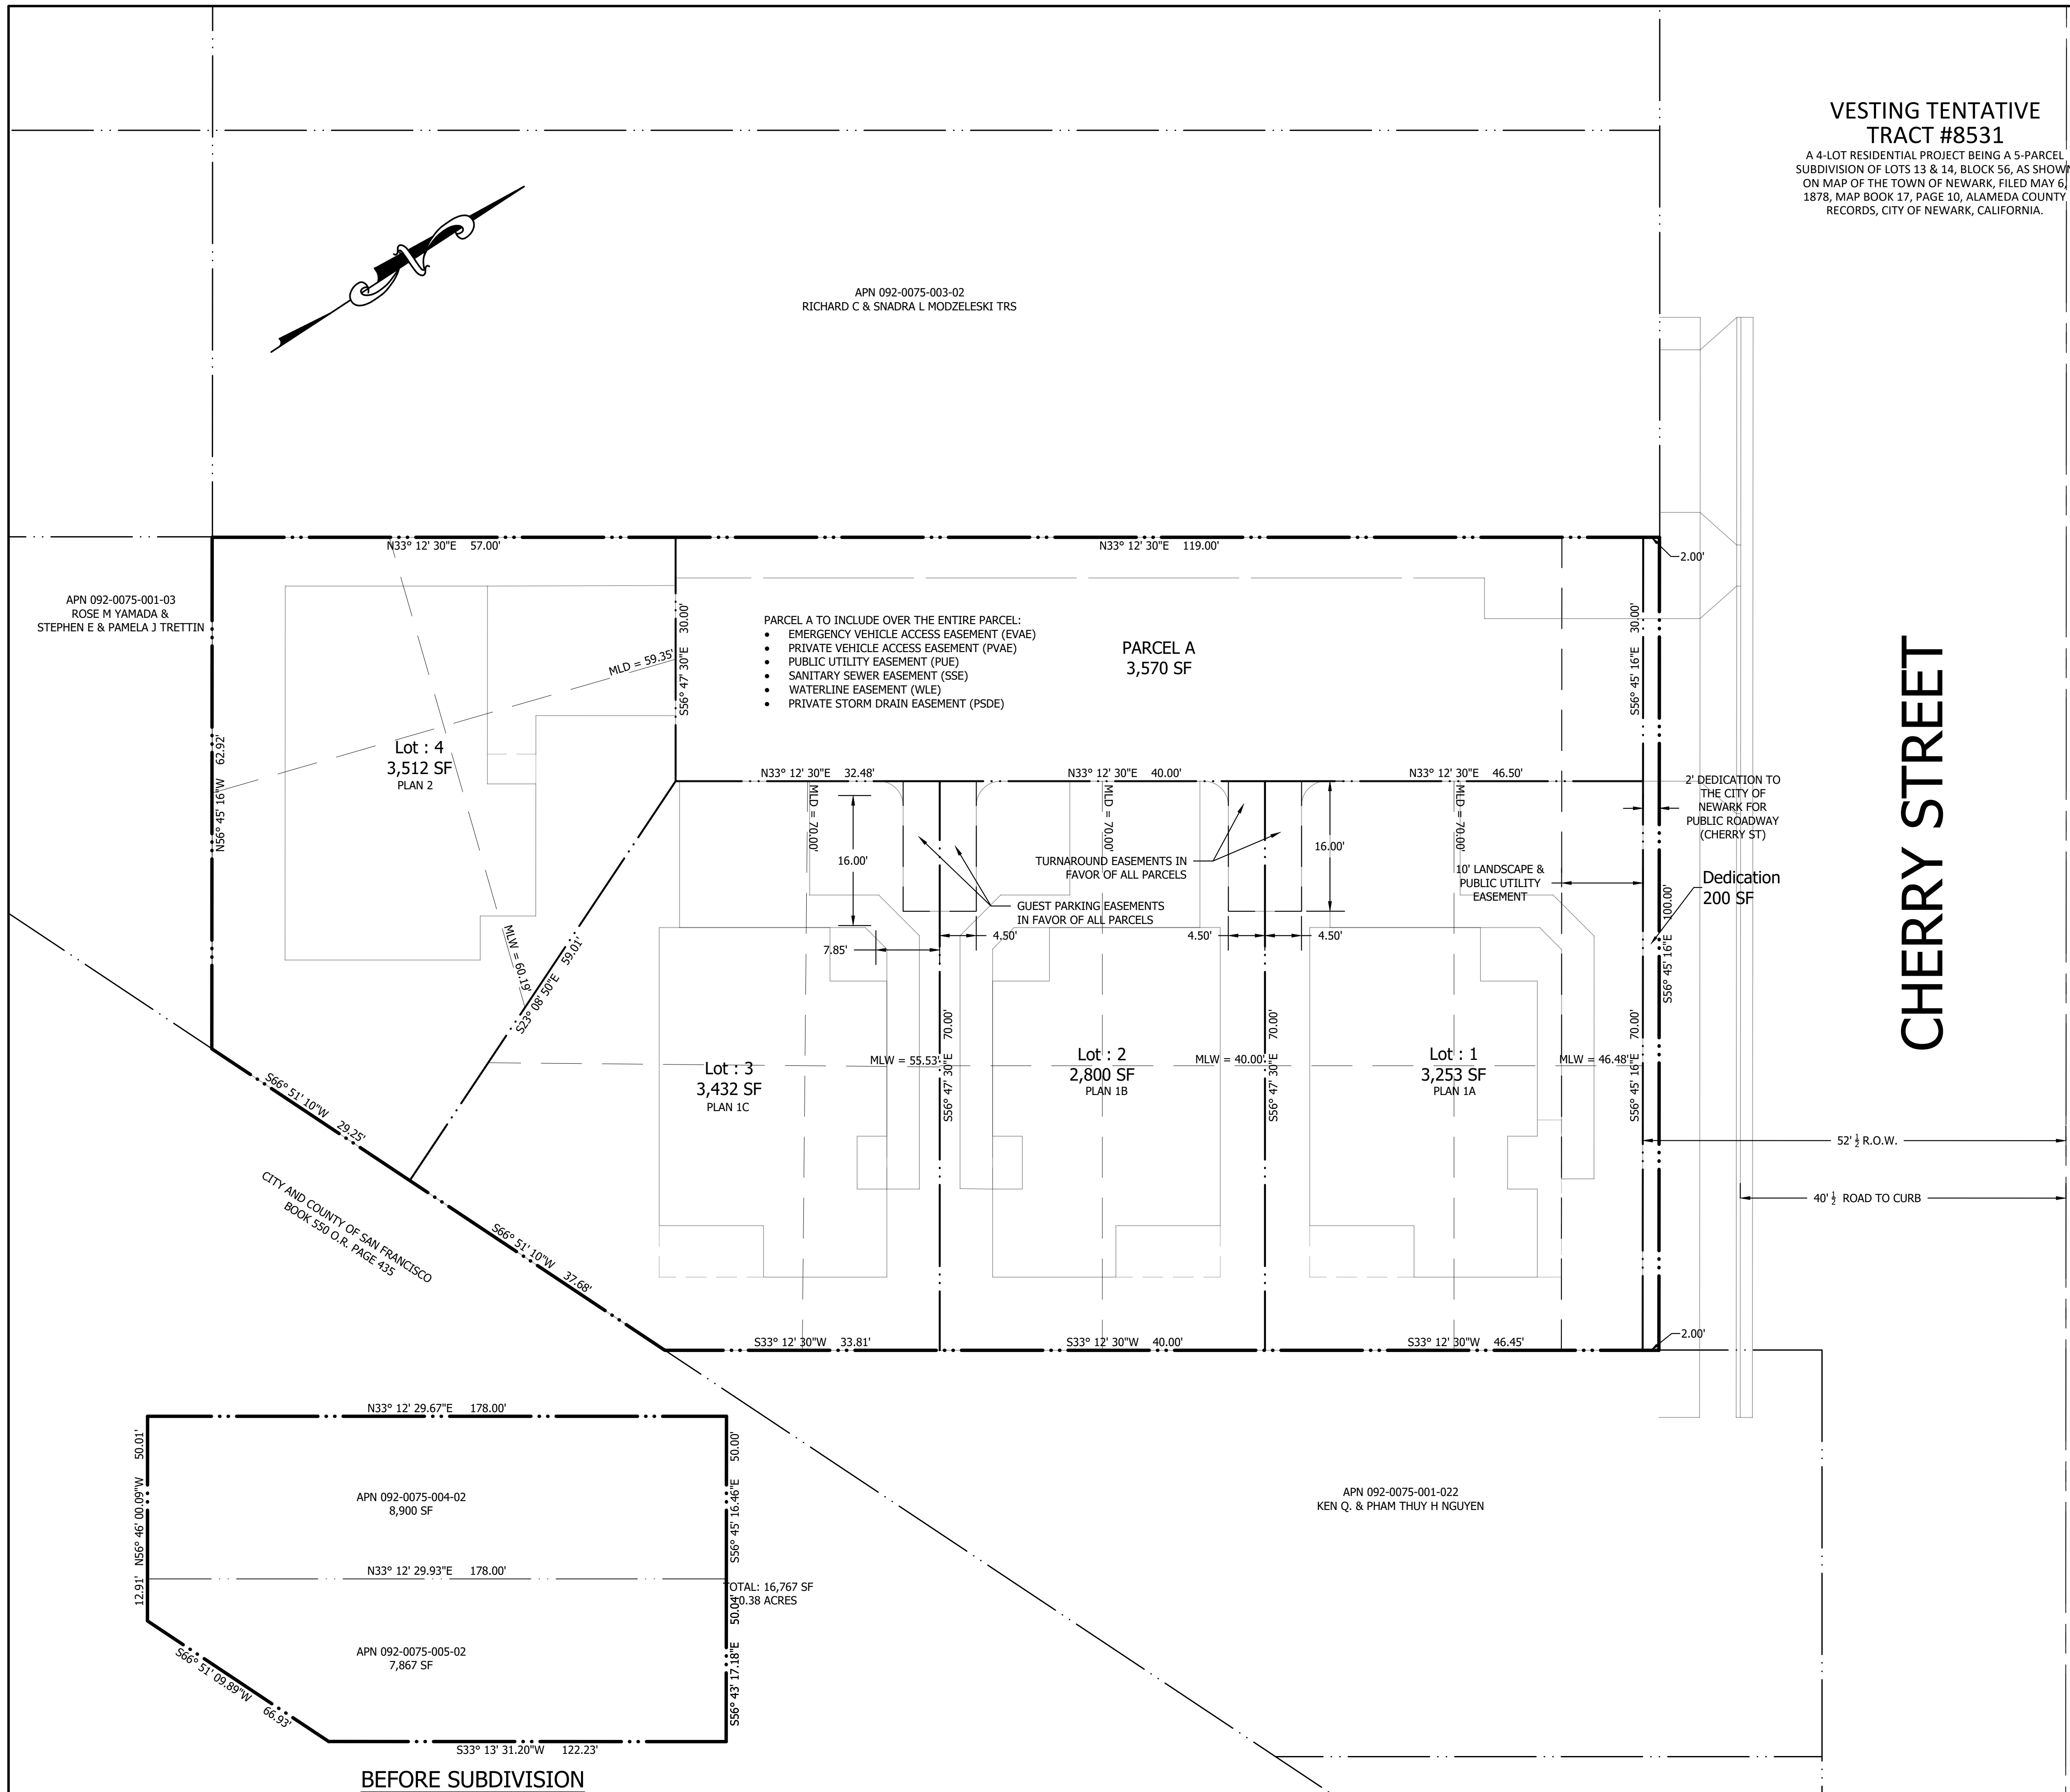 VESTING TENTATIVE
TRACT #8531
A 4-LOT RESIDENTIAL PROJECT BEING A 5-PARCEL
SUBDIVISION OF LOTS 13 & 14, BLOCK 56, AS SHOWN
ON MAP OF THE TOWN OF NEWARK, FILED MAY 6,
1878, MAP BOOK 17, PAGE 10, ALAMEDA COUNTY
RECORDS, CITY OF NEWARK, CALIFORNIA.
APN 092-0075-003-02
RICHARD C & SNADRA L MODZELESKI TRS
N33° 12' 30"E 57.00'
N33° 12' 30"E 119.00'
2.00'
APN 092-0075-001-03
ROSE M YAMADA &
STEPHEN E & PAMELA J TRETTIN
MLD = 59.35'
S56° 47' 30"E 30.00'
PARCEL A TO INCLUDE OVER THE ENTIRE PARCEL:
• EMERGENCY VEHICLE ACCESS EASEMENT (EVAE)
• PRIVATE VEHICLE ACCESS EASEMENT (PVAE)
• PUBLIC UTILITY EASEMENT (PUE)
• SANITARY SEWER EASEMENT (SSE)
• WATERLINE EASEMENT (WLE)
• PRIVATE STORM DRAIN EASEMENT (PSDE)
PARCEL A
3,570 SF
S56° 45' 16"E 30.00'
N56° 45' 16"W 62.92'
Lot : 4
3,512 SF
PLAN 2
N33° 12' 30"E 32.48'
N33° 12' 30"E 40.00'
N33° 12' 30"E 46.50'
2' DEDICATION TO
THE CITY OF
NEWARK FOR
PUBLIC ROADWAY
(CHERRY ST)
MLD = 70.00'
MLD = 70.00'
MLD = 70.00'
16.00'
16.00'
TURNAROUND EASEMENTS IN
FAVOR OF ALL PARCELS
10' LANDSCAPE &
PUBLIC UTILITY
EASEMENT
Dedication
200 SF
CHERRY STREET
GUEST PARKING EASEMENTS
IN FAVOR OF ALL PARCELS
7.85'
4.50'
4.50'
4.50'
MLW = 60.19'
S23° 08' 50"E 59.01'
S56° 45' 16"E 100.00'
Lot : 3
3,432 SF
PLAN 1C
MLW = 55.53'
S56° 47' 30"E 70.00'
Lot : 2
2,800 SF
PLAN 1B
MLW = 40.00'
S56° 47' 30"E 70.00'
Lot : 1
3,253 SF
PLAN 1A
MLW = 46.48'
S56° 45' 16"E 70.00'
S66° 51' 10"W 29.25'
52' ½ R.O.W.
40' ½ ROAD TO CURB
CITY AND COUNTY OF SAN FRANCISCO
BOOK 550 O.R. PAGE 435
S66° 51' 10"W 37.68'
S33° 12' 30"W 33.81'
S33° 12' 30"W 40.00'
S33° 12' 30"W 46.45'
2.00'
N33° 12' 29.67"E 178.00'
12.91' N56° 46' 00.09"W 50.01'
APN 092-0075-004-02
8,900 SF
S56° 45' 16.46"E 50.00'
N33° 12' 29.93"E 178.00'
TOTAL: 16,767 SF
±0.38 ACRES
S56° 43' 17.18"E 50.01'
APN 092-0075-005-02
7,867 SF
S66° 51' 09.89"W 66.93'
S33° 13' 31.20"W 122.23'
BEFORE SUBDIVISION
APN 092-0075-001-022
KEN Q. & PHAM THUY H NGUYEN